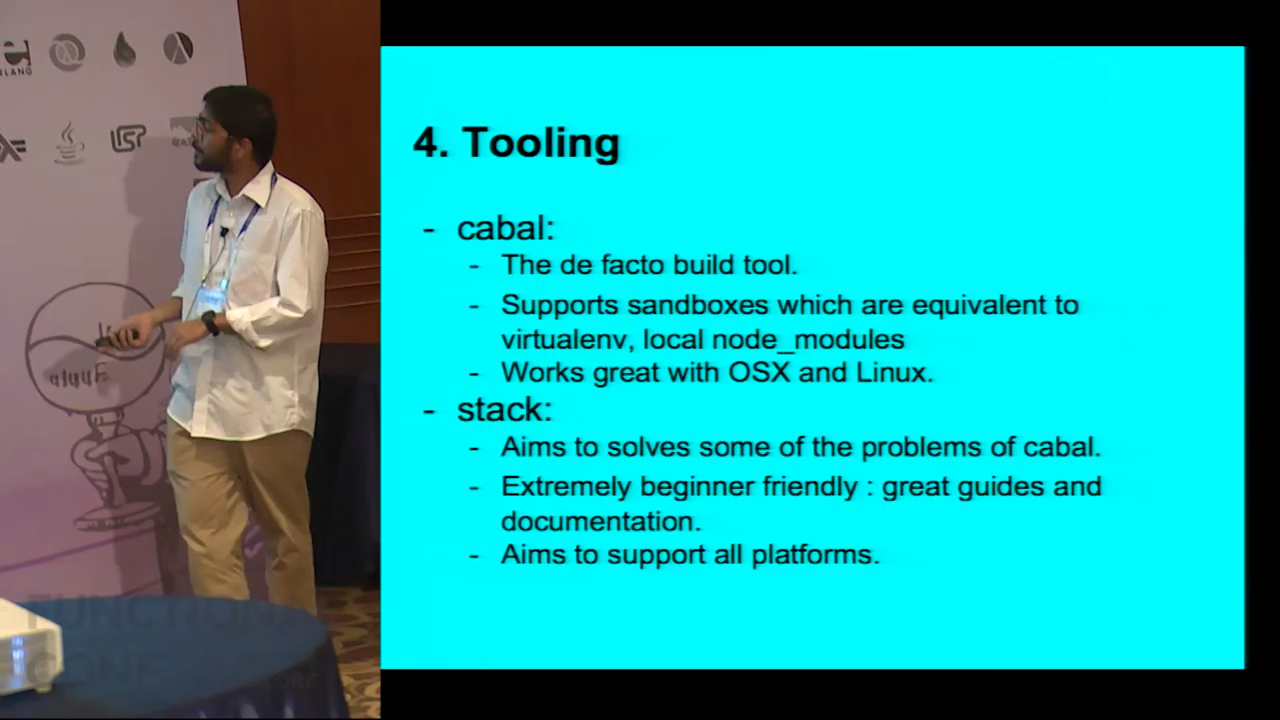 4. Tooling
- cabal:
- The de facto build tool.
- Supports sandboxes which are equivalent to
virtualenv, local node_modules
- Works great with OSX and Linux.
- stack:
- Aims to solves some of the problems of cabal.
- Extremely beginner friendly : great guides and
documentation.
- Aims to support all platforms.
LISP
FUNCTIONAL